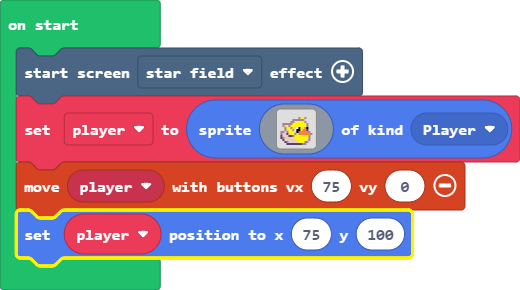 on start
start screen star field effect
set player to sprite of kind Player
move player with buttons vx 75 vy 0
set player position to x 75 y 100